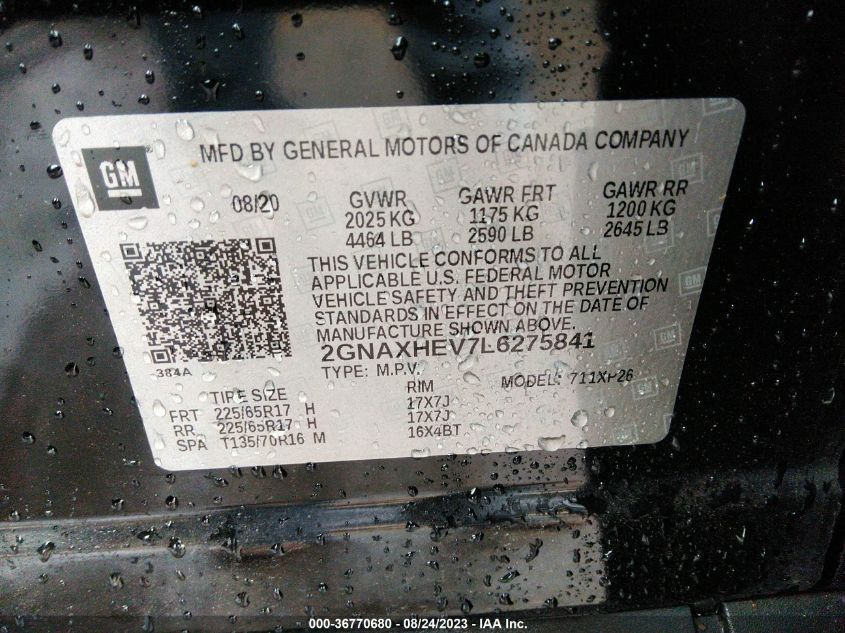 GM
MFD BY GENERAL MOTORS OF CANADA COMPANY
08/20 GVWR GAWR FRT GAWR RR
2025 KG 1175 KG 1200 KG
4464 LB 2590 LB 2645 LB
THIS VEHICLE CONFORMS TO ALL
APPLICABLE U.S. FEDERAL MOTOR
VEHICLE SAFETY AND THEFT PREVENTION
STANDARDS IN EFFECT ON THE DATE OF
MANUFACTURE SHOWN ABOVE.
2GNAXHEV7L6275841
384A
TYPE: M.P.V. MODEL: 711XP26
TIRE SIZE RIM
FRT 225/65R17 H 17X7J
RR 225/65R17 H 17X7J
SPA T135/70R16 M 16X4BT
000-36770680 - 08/24/2023 - IAA Inc.